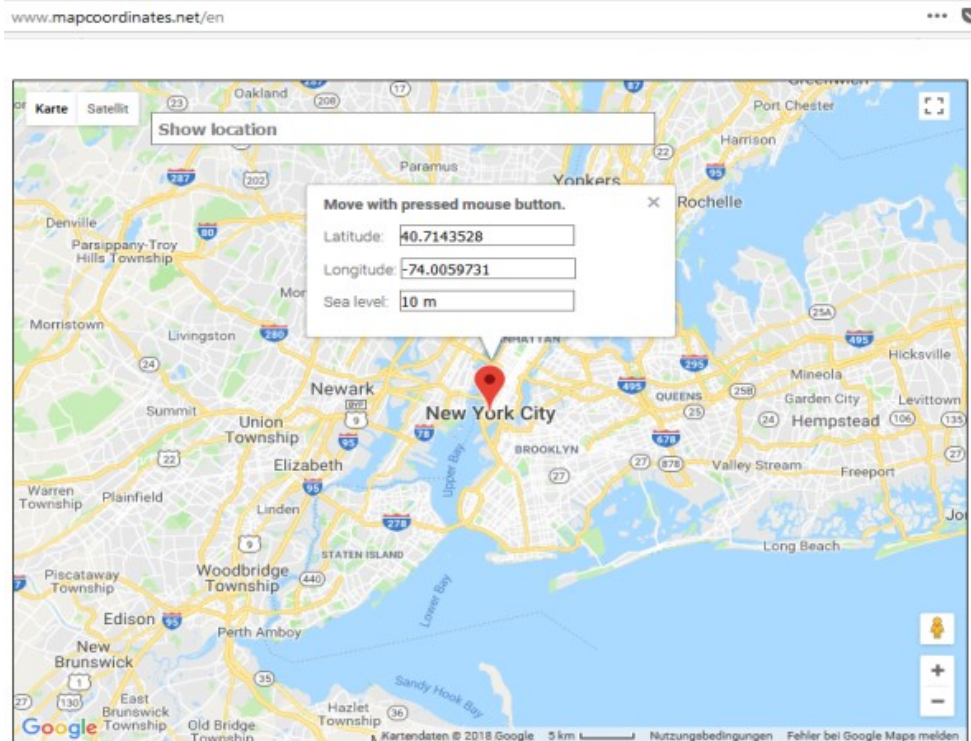 www.mapcoordinates.net/en
Greenwich
Karte Satellit
Oakland
Port Chester
Show location
Harrison
Paramus
Yonkers
Rochelle
Move with pressed mouse button.
Latitude: 40.7143528
Longitude: -74.0059731
Sea level: 10 m
Denville
Parsippany-Troy
Hills Township
Mor
Morristown
Livingston
NHATTAN
Hicksville
Mineola
Newark
QUEENS
Garden City
Levittown
Summit
Union
Township
New York City
Hempstead
BROOKLYN
Elizabeth
Upper Bay
Valley Stream
Freeport
Warren
Township
Plainfield
Linden
Jo
Long Beach
STATEN ISLAND
Woodbridge
Township
Piscataway
Township
Lower Bay
Edison
Perth Amboy
New
Brunswick
Sandy Hook Bay
East
Brunswick
Township
Hazlet
Township
Old Bridge
Township
Google
Kartendaten © 2018 Google 5 km Nutzungsbedingungen Fehler bei Google Maps melden